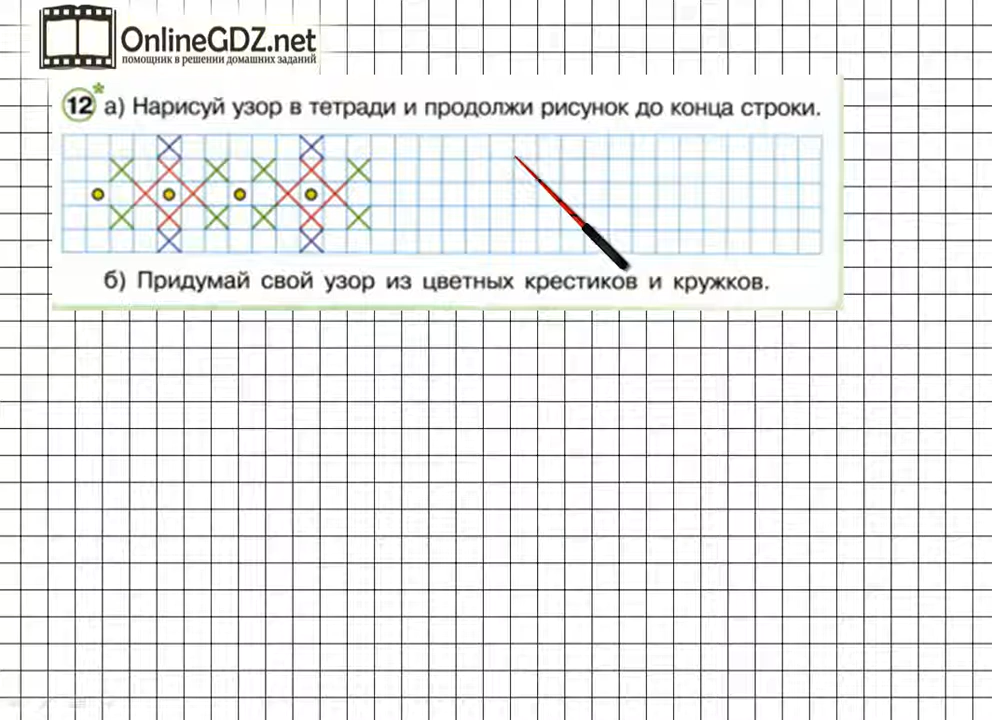 OnlineGDZ.net
помощник в решении домашних заданий
12* а) Нарисуй узор в тетради и продолжи рисунок до конца строки.
б) Придумай свой узор из цветных крестиков и кружков.